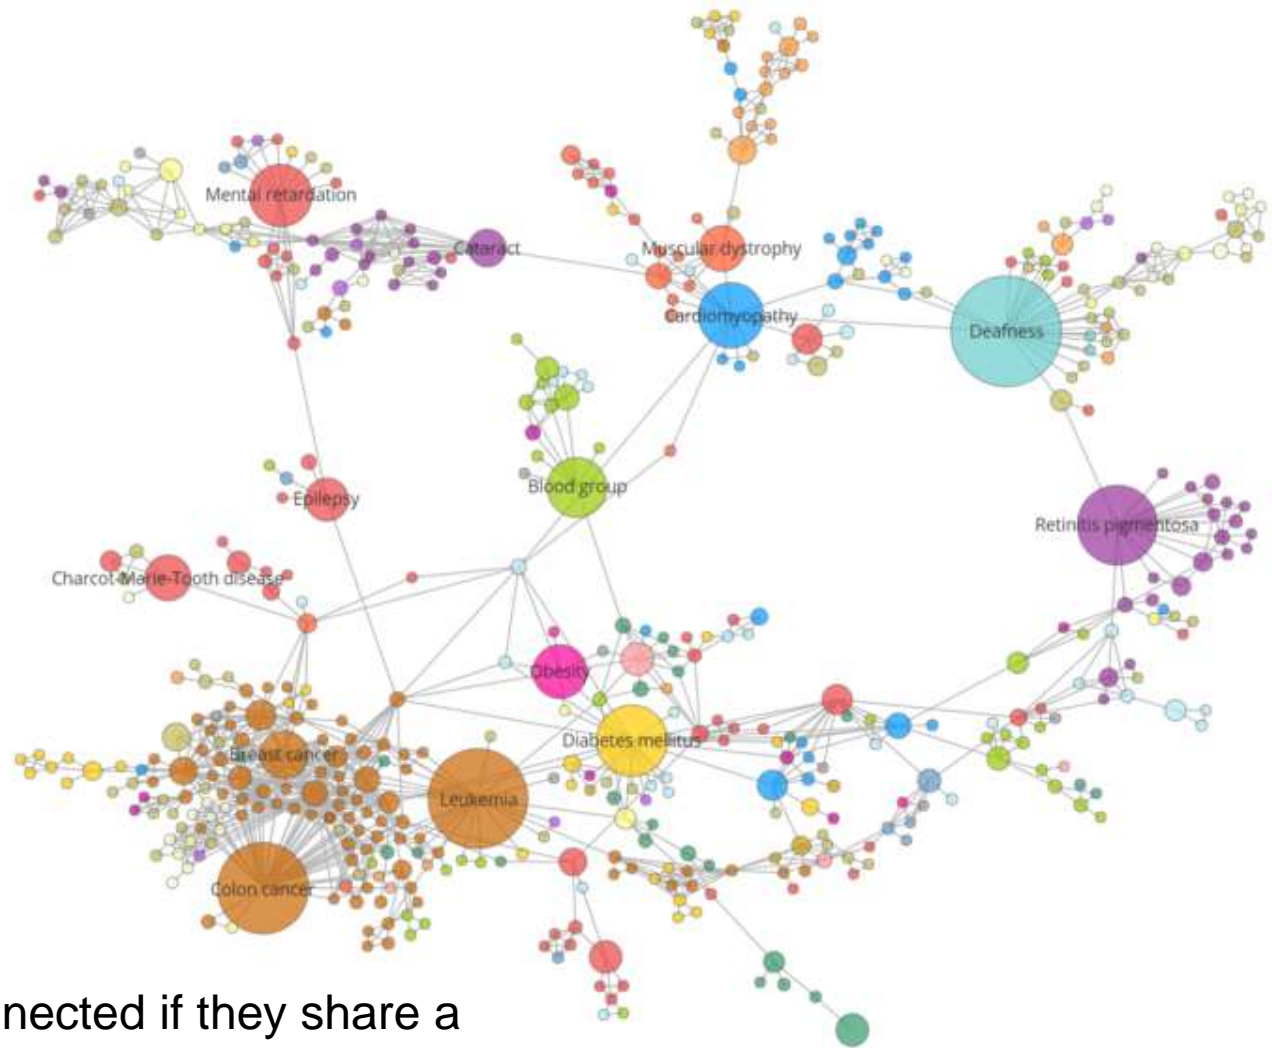 Mental retardation
Cataract
Muscular dystrophy
Cardiomyopathy
Deafness
Blood group
Epilepsy
Retinitis pigmentosa
Charcot-Marie-Tooth disease
Obesity
Diabetes mellitus
Breast cancer
Leukemia
Colon cancer
nected if they share a